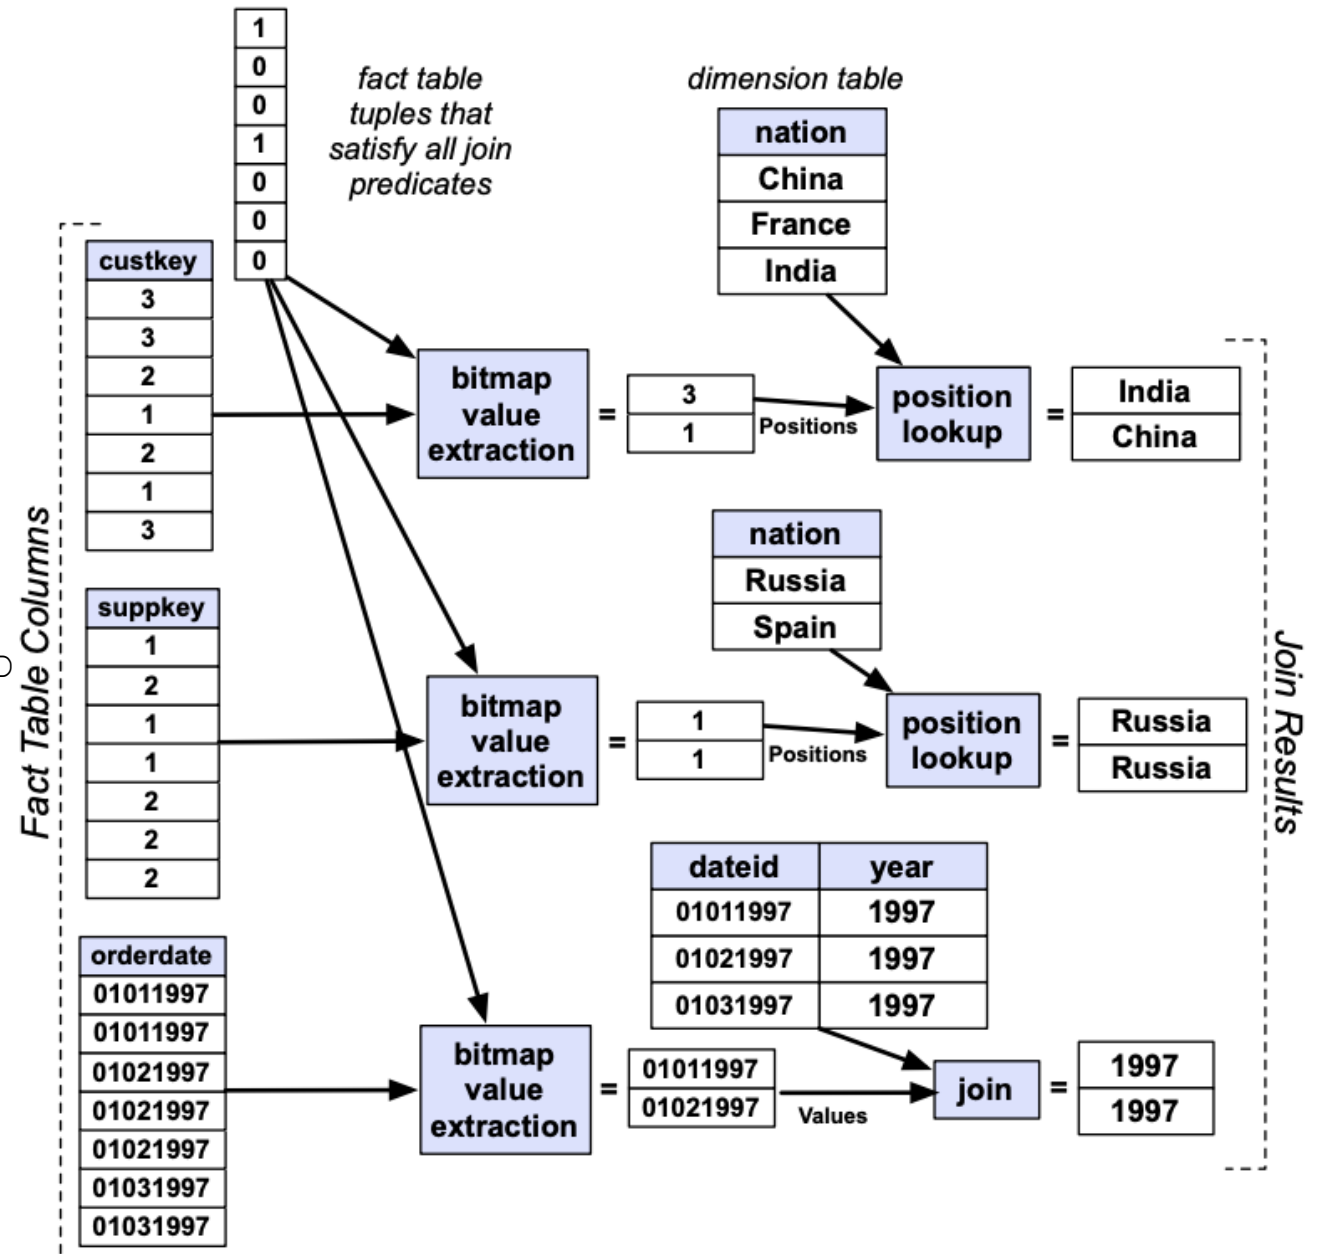 1
0
0
1
0
0
0
fact table
tuples that
satisfy all join
predicates
dimension table
nation
China
France
India
Fact Table Columns
custkey
3
3
2
1
2
1
3
bitmap
value
extraction
=
3
1
Positions
position
lookup
=
India
China
nation
Russia
Spain
suppkey
1
2
1
1
2
2
2
bitmap
value
extraction
=
1
1
Positions
position
lookup
=
Russia
Russia
Join Results
dateid year
01011997 1997
01021997 1997
01031997 1997
orderdate
01011997
01011997
01021997
01021997
01021997
01031997
01031997
bitmap
value
extraction
=
01011997
01021997
Values
join
=
1997
1997